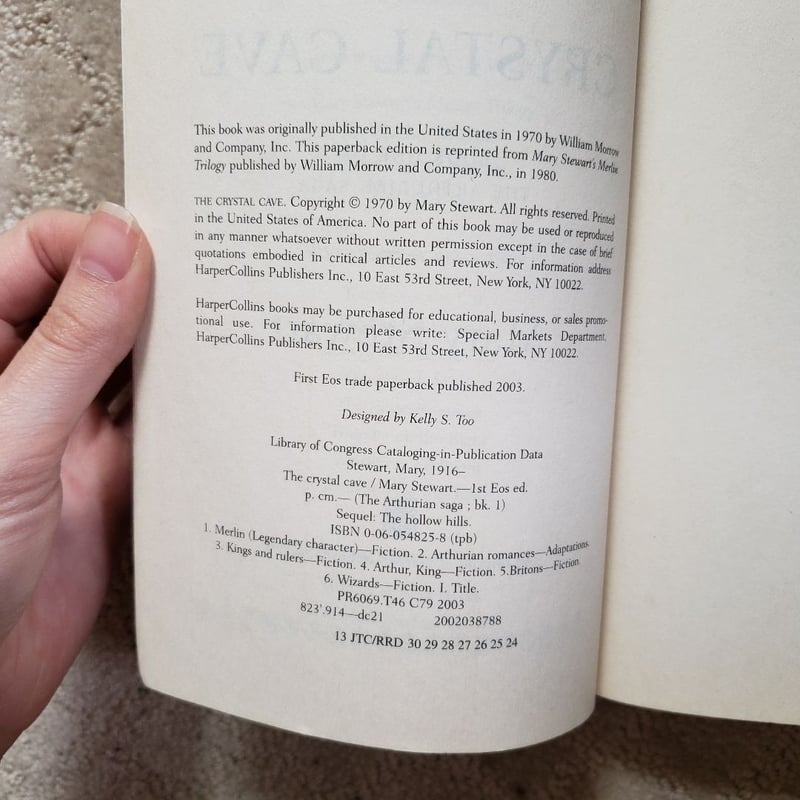 CRYSTAL CAVE
This book was originally published in the United States in 1970 by William Morrow
and Company, Inc. This paperback edition is reprinted from Mary Stewart's Merlin
Trilogy published by William Morrow and Company, Inc., in 1980.
THE CRYSTAL CAVE. Copyright © 1970 by Mary Stewart. All rights reserved. Printed
in the United States of America. No part of this book may be used or reproduced
in any manner whatsoever without written permission except in the case of brief
quotations embodied in critical articles and reviews. For information address
HarperCollins Publishers Inc., 10 East 53rd Street, New York, NY 10022.
HarperCollins books may be purchased for educational, business, or sales promo-
tional use. For information please write: Special Markets Department,
HarperCollins Publishers Inc., 10 East 53rd Street, New York, NY 10022.
First Eos trade paperback published 2003.
Designed by Kelly S. Too
Library of Congress Cataloging-in-Publication Data
Stewart, Mary, 1916–
The crystal cave / Mary Stewart.—1st Eos ed.
p. cm.— (The Arthurian saga ; bk. 1)
Sequel: The hollow hills.
ISBN 0-06-054825-8 (tpb)
1. Merlin (Legendary character)—Fiction. 2. Arthurian romances—Adaptations.
3. Kings and rulers—Fiction. 4. Arthur, King—Fiction. 5.Britons—Fiction.
6. Wizards—Fiction. I. Title.
PR6069.T46 C79 2003
823'.914—dc21 2002038788
13 JTC/RRD 30 29 28 27 26 25 24